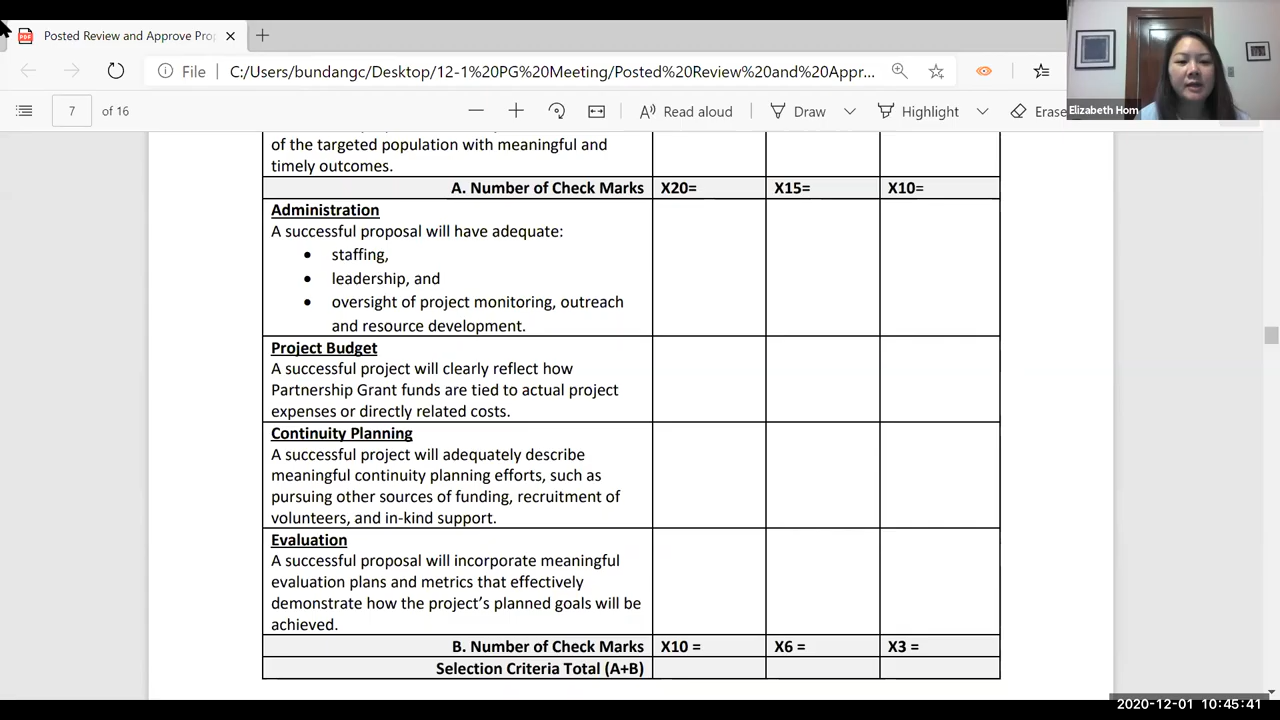 Posted Review and Approve Pro
File C:/Users/bundangc/Desktop/12-1%20PG%20Meeting/Posted%20Review%20and%20Appr...
Elizabeth Hom
7 of 16 Read aloud Draw Highlight Erase
of the targeted population with meaningful and
timely outcomes.
A. Number of Check Marks X20= X15= X10=
Administration
A successful proposal will have adequate:
• staffing,
• leadership, and
• oversight of project monitoring, outreach
and resource development.
Project Budget
A successful project will clearly reflect how
Partnership Grant funds are tied to actual project
expenses or directly related costs.
Continuity Planning
A successful project will adequately describe
meaningful continuity planning efforts, such as
pursuing other sources of funding, recruitment of
volunteers, and in-kind support.
Evaluation
A successful proposal will incorporate meaningful
evaluation plans and metrics that effectively
demonstrate how the project's planned goals will be
achieved.
B. Number of Check Marks X10 = X6 = X3 =
Selection Criteria Total (A+B)
2020-12-01 10:45:41